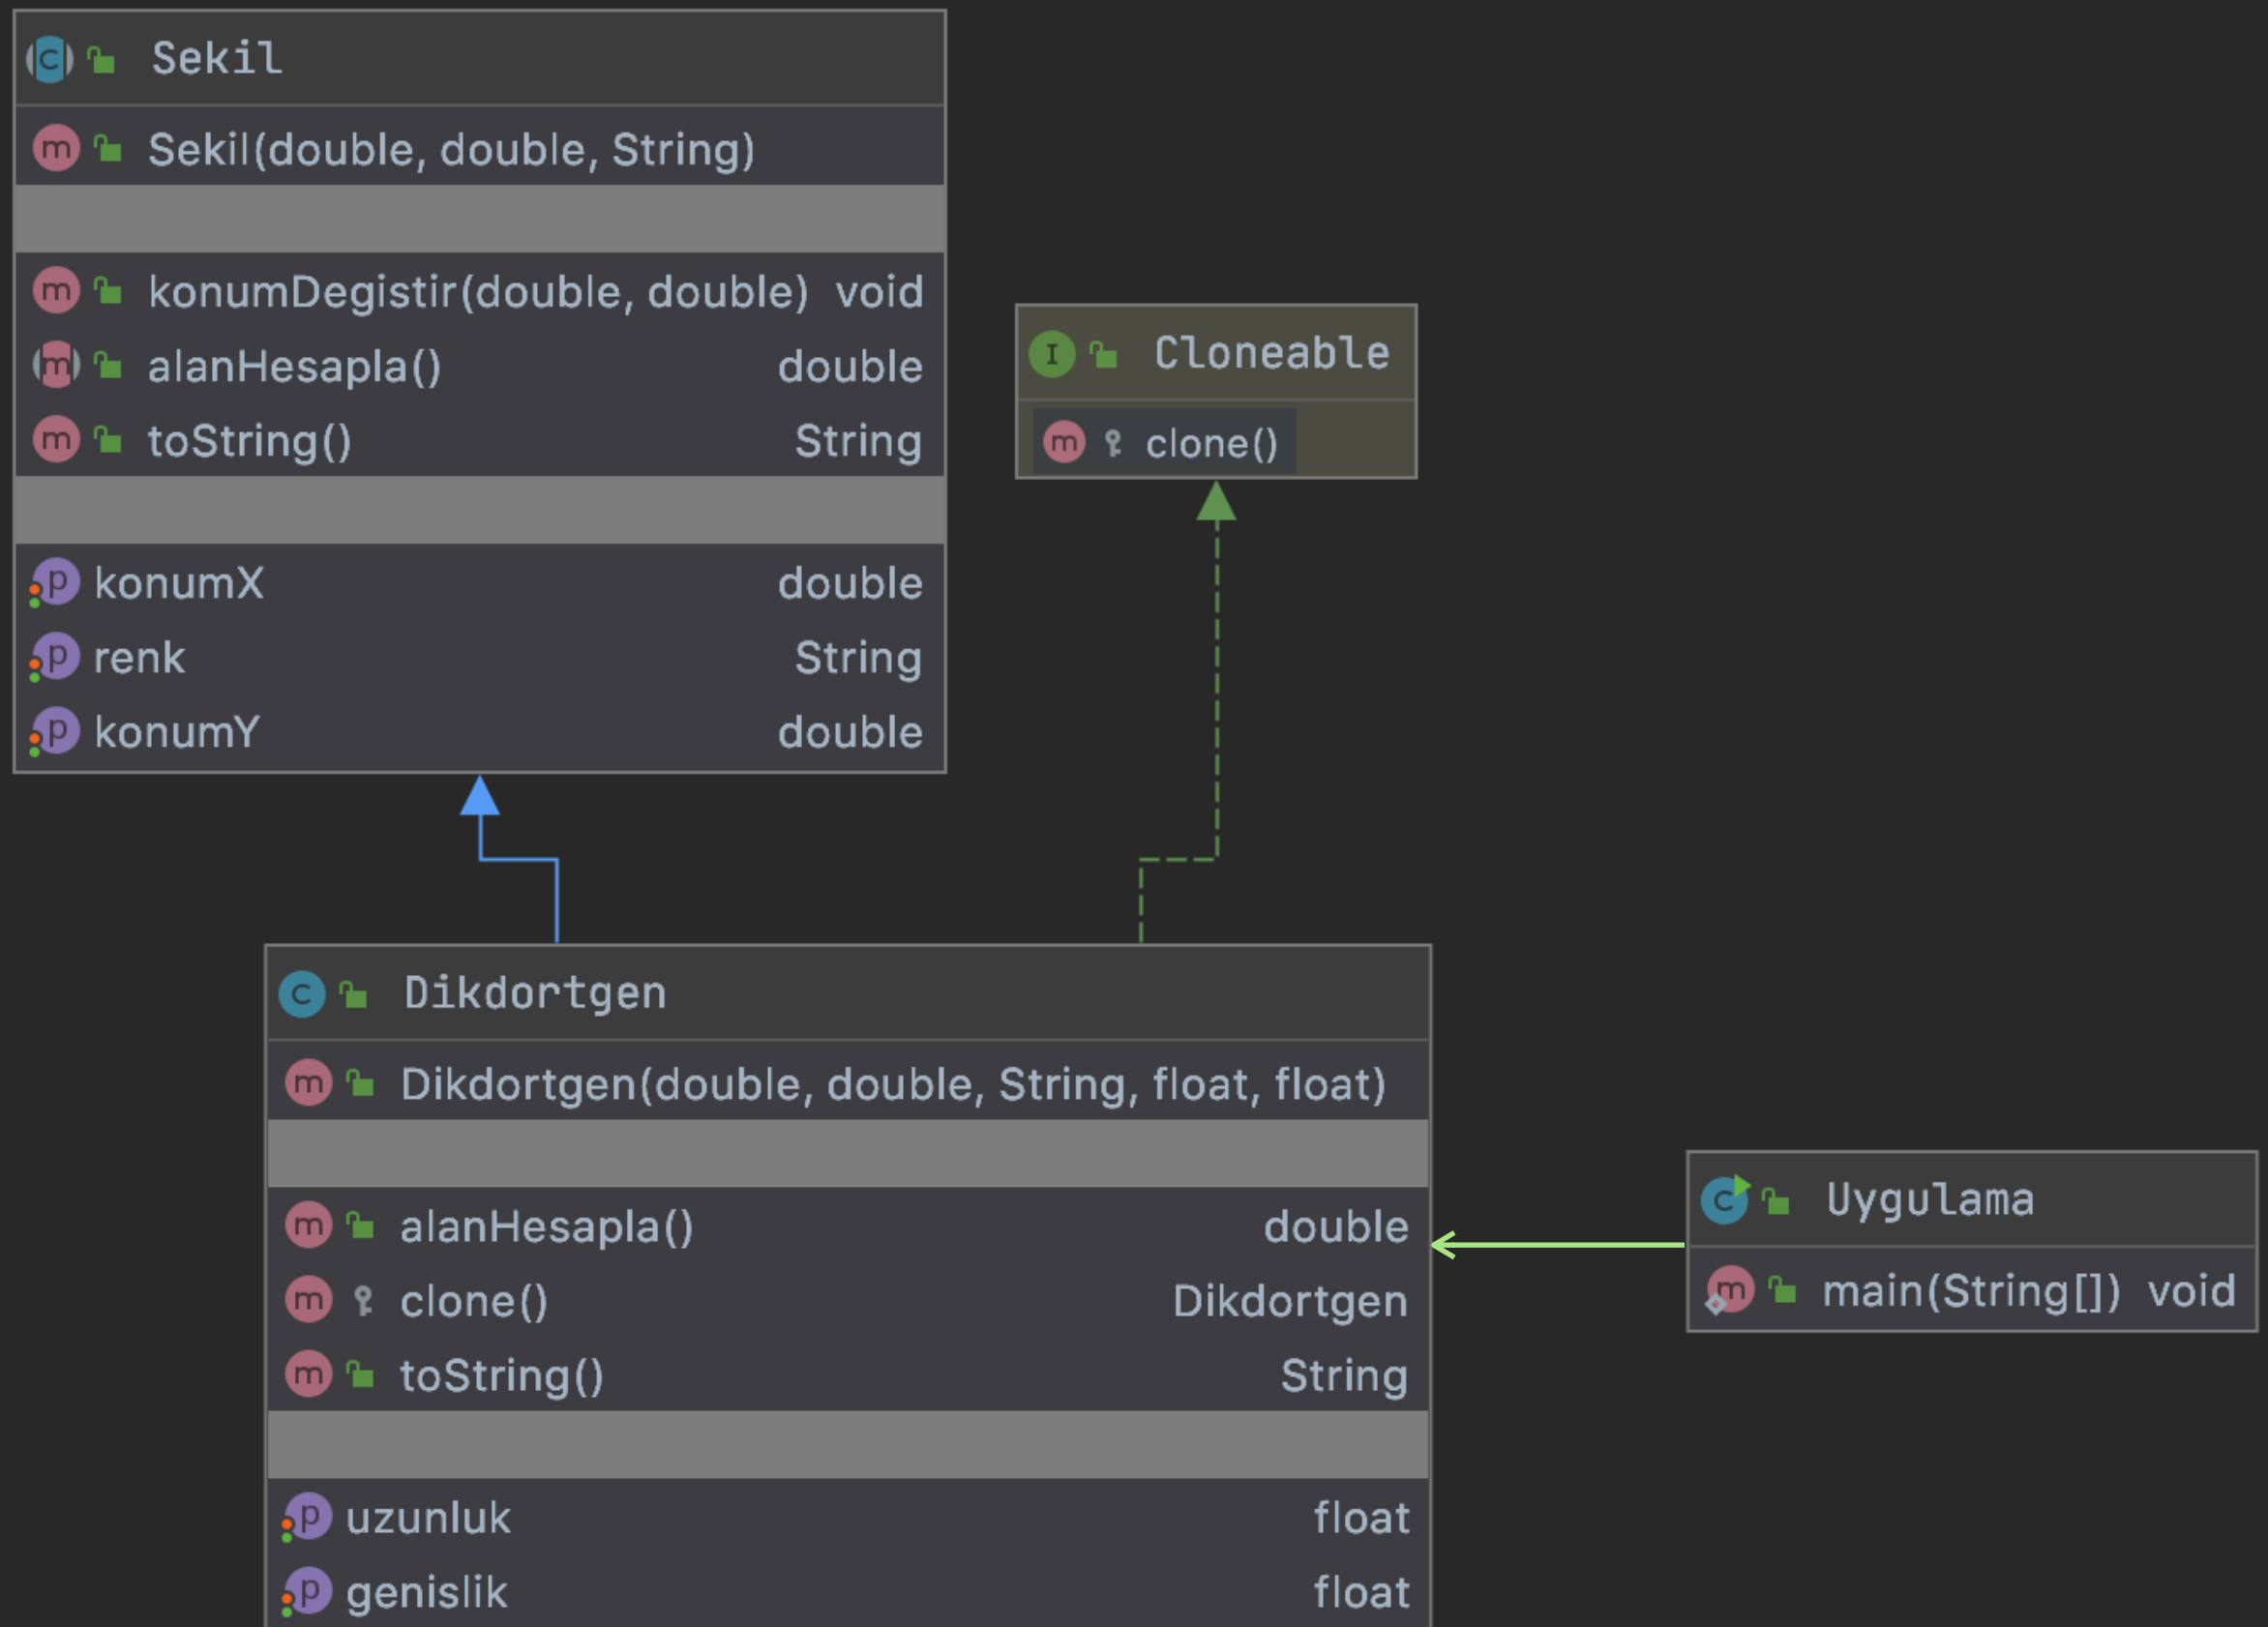 Sekil
Sekil(double, double, String)
konumDegistir(double, double) void
alanHesapla() double
toString() String
konumX double
renk String
konumY double
Cloneable
clone()
Dikdortgen
Dikdortgen(double, double, String, float, float)
alanHesapla() double
clone() Dikdortgen
toString() String
uzunluk float
genislik float
Uygulama
main(String[]) void